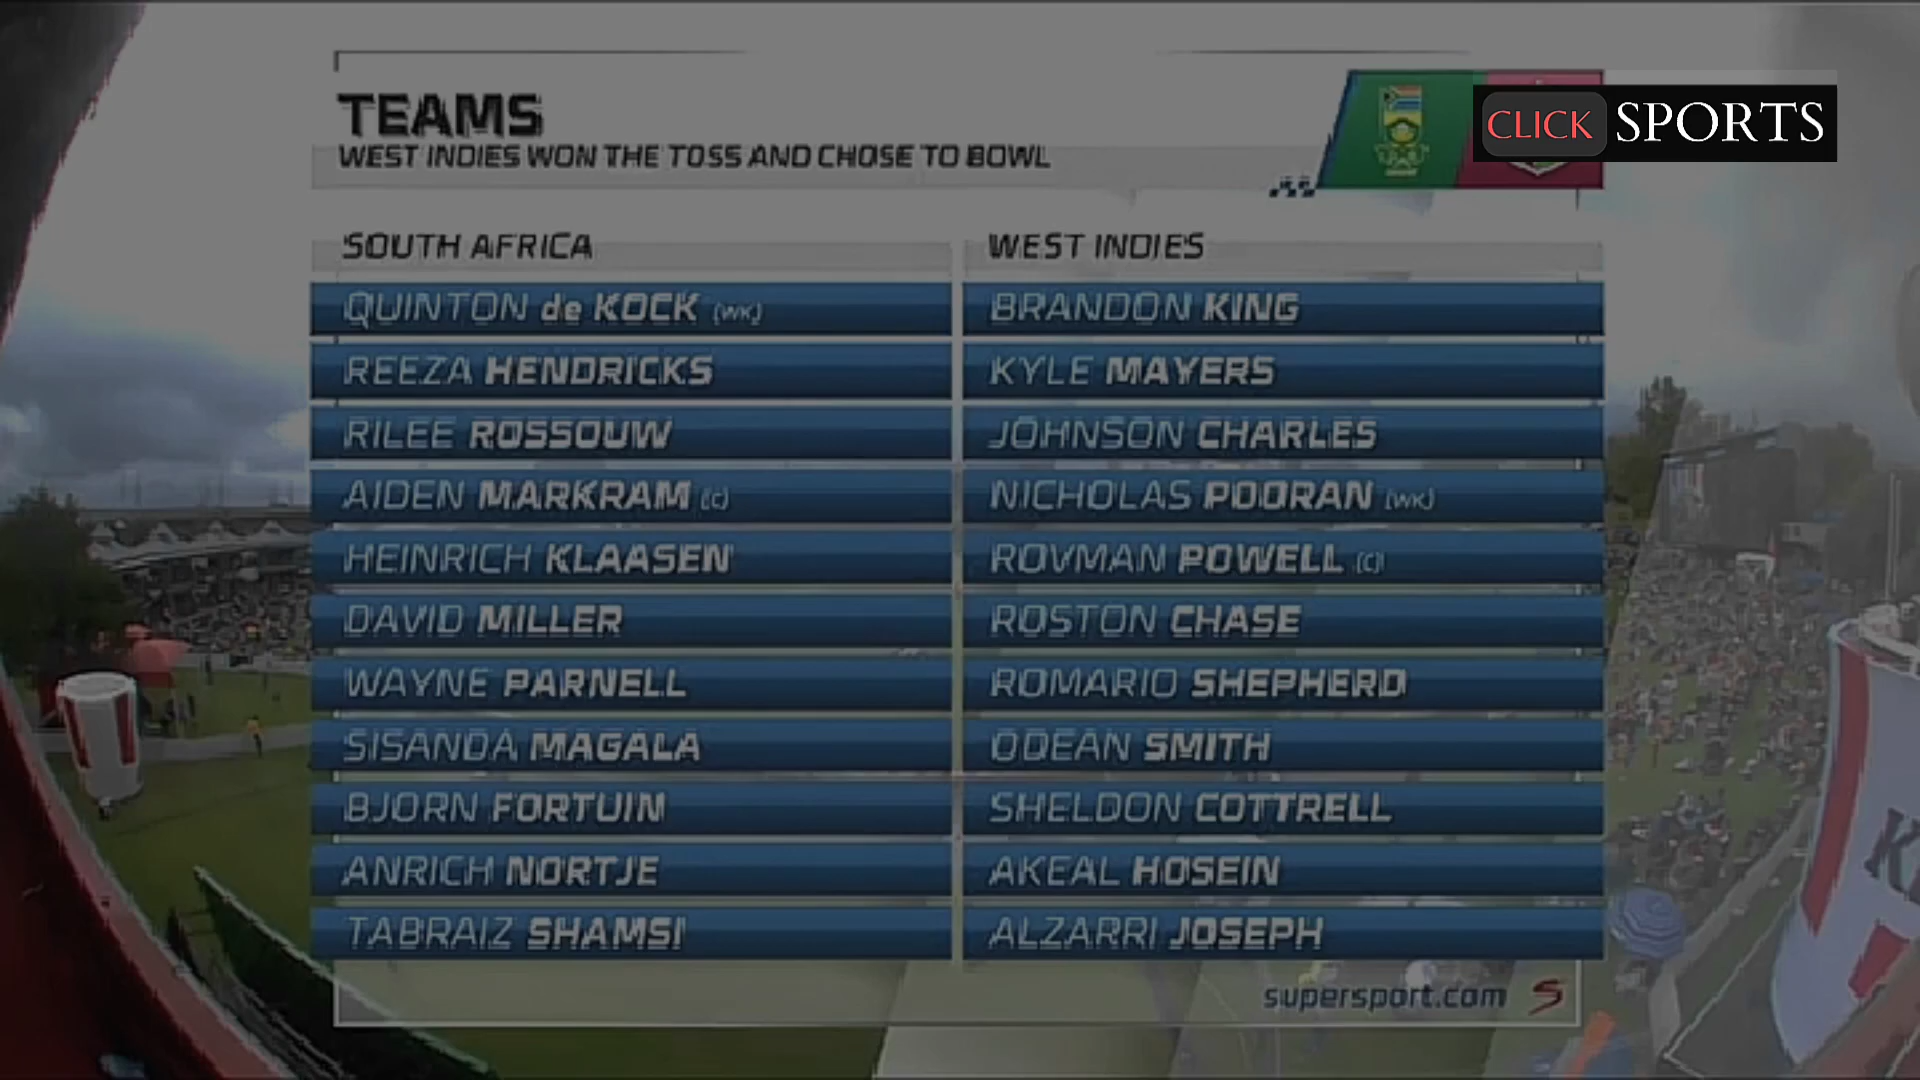 TEAMS
WEST INDIES WON THE TOSS AND CHOSE TO BOWL
CLICK SPORTS
SOUTH AFRICA
QUINTON de KOCK (WK)
REEZA HENDRICKS
RILEE ROSSOUW
AIDEN MARKRAM (C)
HEINRICH KLAASEN
DAVID MILLER
WAYNE PARNELL
SISANDA MAGALA
BJORN FORTUIN
ANRICH NORTJE
TABRAIZ SHAMSI
WEST INDIES
BRANDON KING
KYLE MAYERS
JOHNSON CHARLES
NICHOLAS POORAN (WK)
ROVMAN POWELL (C)
ROSTON CHASE
ROMARIO SHEPHERD
ODEAN SMITH
SHELDON COTTRELL
AKEAL HOSEIN
ALZARRI JOSEPH
supersport.com S